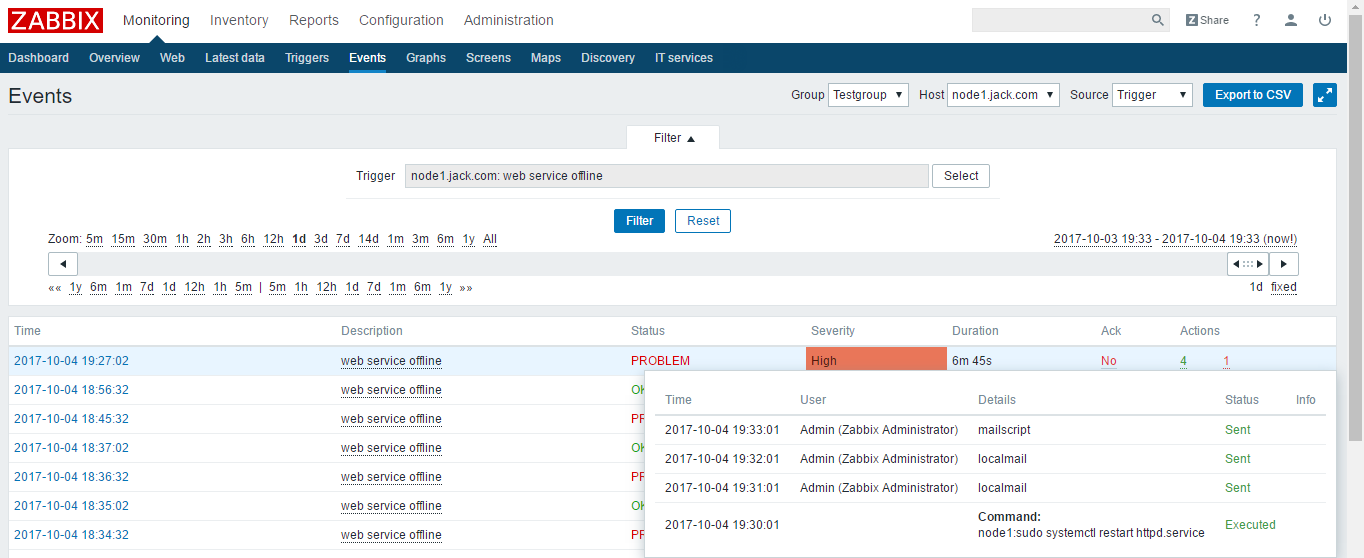 ZABBIX Monitoring Inventory Reports Configuration Administration Z Share ?
Dashboard Overview Web Latest data Triggers Events Graphs Screens Maps Discovery IT services
Events Group Testgroup Host node1.jack.com Source Trigger Export to CSV
Filter
Trigger node1.jack.com: web service offline Select
Filter Reset
Zoom: 5m 15m 30m 1h 2h 3h 6h 12h 1d 3d 7d 14d 1m 3m 6m 1y All 2017-10-03 19:33 - 2017-10-04 19:33 (now!)
«« 1y 6m 1m 7d 1d 12h 1h 5m | 5m 1h 12h 1d 7d 1m 6m 1y »» 1d fixed
Time Description Status Severity Duration Ack Actions
2017-10-04 19:27:02 web service offline PROBLEM High 6m 45s No 4 1
2017-10-04 18:56:32 web service offline OK
2017-10-04 18:45:32 web service offline PR
2017-10-04 18:37:02 web service offline OK
2017-10-04 18:36:32 web service offline PR
2017-10-04 18:35:02 web service offline OK
2017-10-04 18:34:32 web service offline PR
Time User Details Status Info
2017-10-04 19:33:01 Admin (Zabbix Administrator) mailscript Sent
2017-10-04 19:32:01 Admin (Zabbix Administrator) localmail Sent
2017-10-04 19:31:01 Admin (Zabbix Administrator) localmail Sent
2017-10-04 19:30:01 Command: Executed
node1:sudo systemctl restart httpd.service